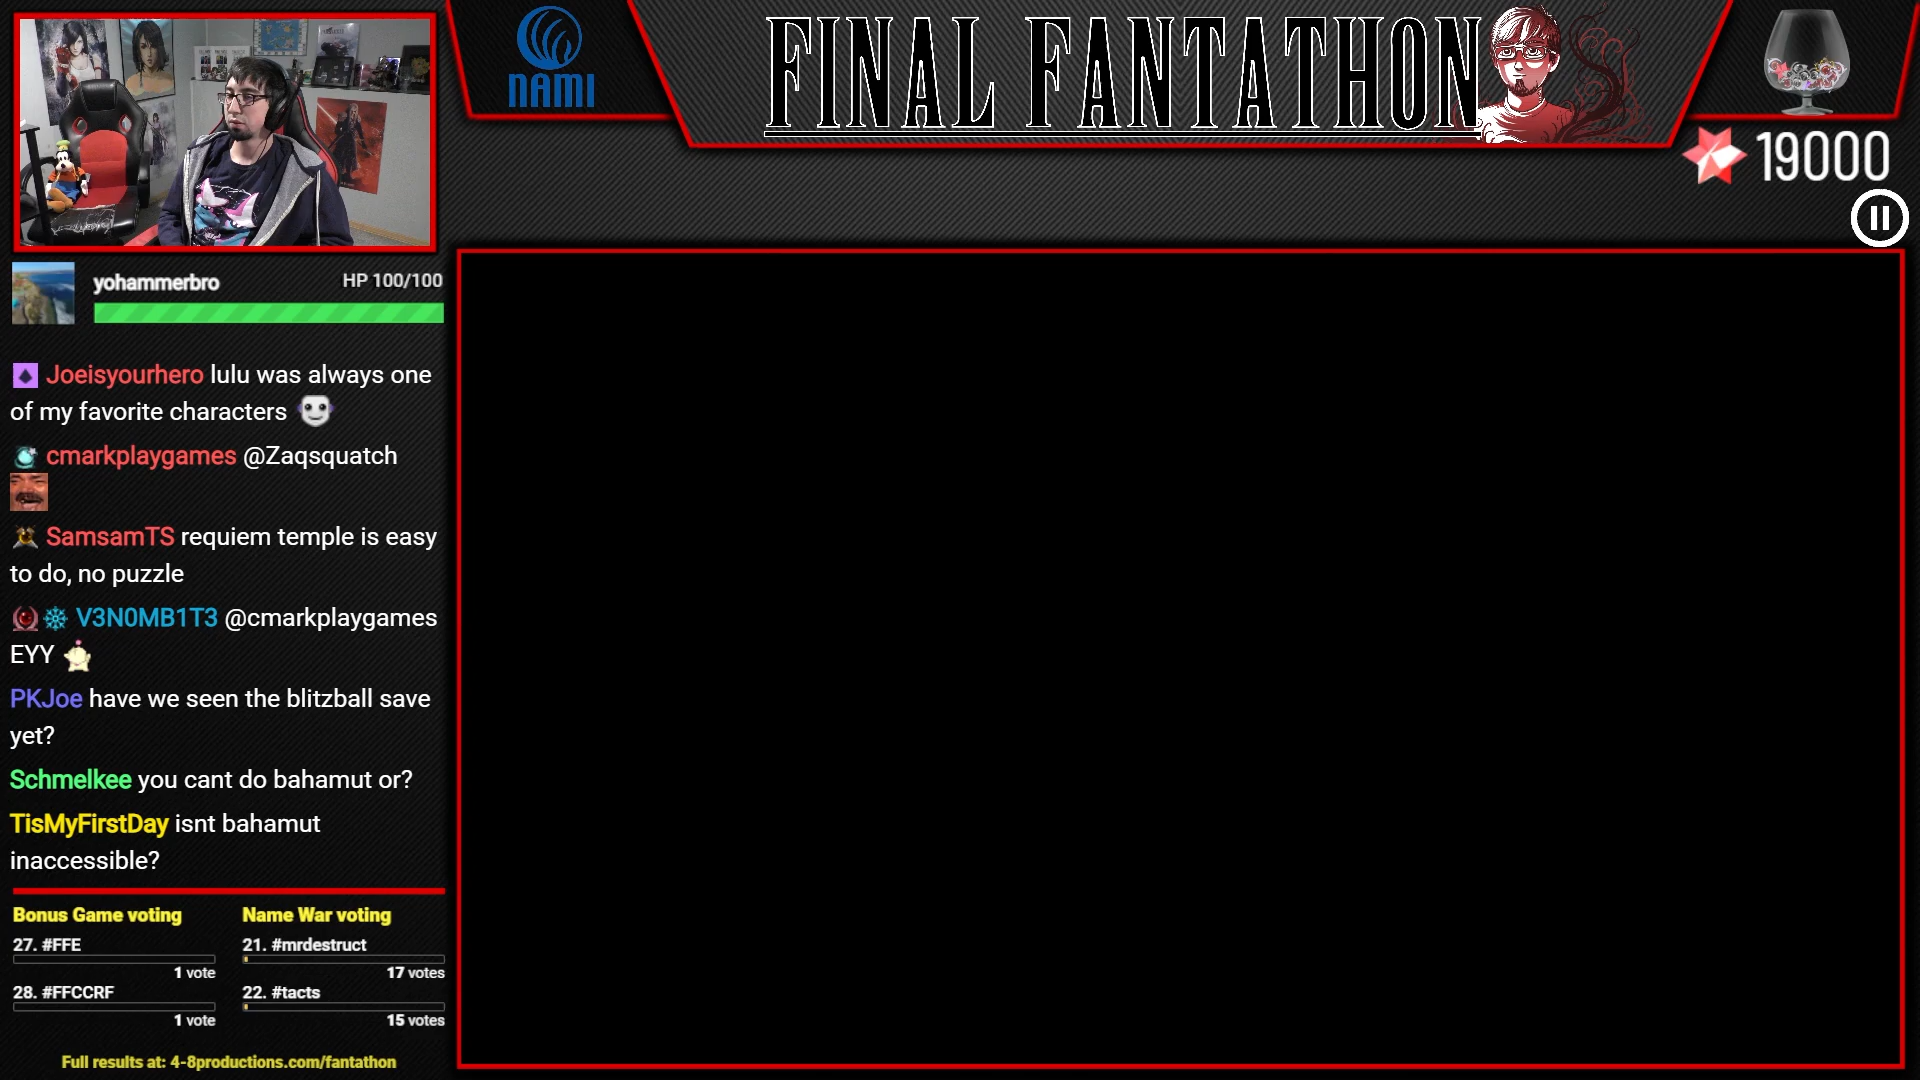 NAMI
FINAL FANTATHON
19000
yohammerbro
HP 100/100
Joeisyourhero lulu was always one
of my favorite characters
cmarkplaygames @Zaqsquatch
SamsamTS requiem temple is easy
to do, no puzzle
V3N0MB1T3 @cmarkplaygames
EYY
PKJoe have we seen the blitzball save
yet?
Schmelkee you cant do bahamut or?
TisMyFirstDay isnt bahamut
inaccessible?
Bonus Game voting
27. #FFE
1 vote
28. #FFCCRF
1 vote
Name War voting
21. #mrdestruct
17 votes
22. #tacts
15 votes
Full results at: 4-8productions.com/fantathon